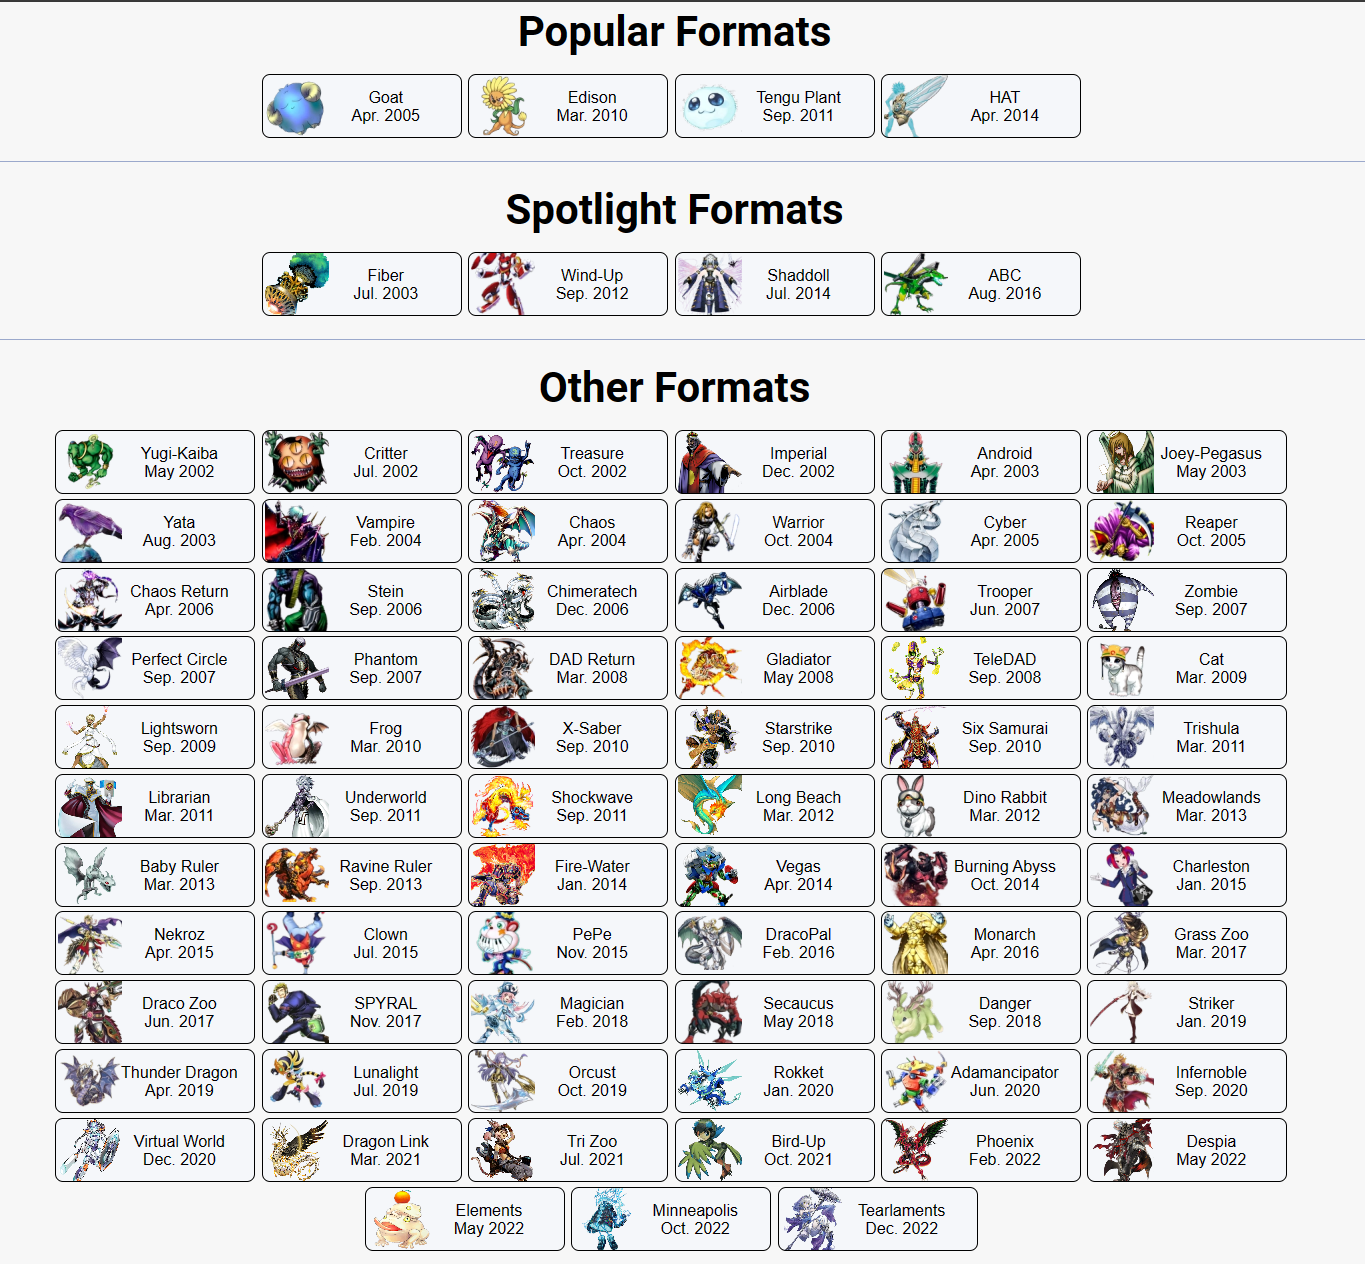 Popular Formats
Goat
Apr. 2005
Edison
Mar. 2010
Tengu Plant
Sep. 2011
HAT
Apr. 2014
Spotlight Formats
Fiber
Jul. 2003
Wind-Up
Sep. 2012
Shaddoll
Jul. 2014
ABC
Aug. 2016
Other Formats
Yugi-Kaiba
May 2002
Critter
Jul. 2002
Treasure
Oct. 2002
Imperial
Dec. 2002
Android
Apr. 2003
Joey-Pegasus
May 2003
Yata
Aug. 2003
Vampire
Feb. 2004
Chaos
Apr. 2004
Warrior
Oct. 2004
Cyber
Apr. 2005
Reaper
Oct. 2005
Chaos Return
Apr. 2006
Stein
Sep. 2006
Chimeratech
Dec. 2006
Airblade
Dec. 2006
Trooper
Jun. 2007
Zombie
Sep. 2007
Perfect Circle
Sep. 2007
Phantom
Sep. 2007
DAD Return
Mar. 2008
Gladiator
May 2008
TeleDAD
Sep. 2008
Cat
Mar. 2009
Lightsworn
Sep. 2009
Frog
Mar. 2010
X-Saber
Sep. 2010
Starstrike
Sep. 2010
Six Samurai
Sep. 2010
Trishula
Mar. 2011
Librarian
Mar. 2011
Underworld
Sep. 2011
Shockwave
Sep. 2011
Long Beach
Mar. 2012
Dino Rabbit
Mar. 2012
Meadowlands
Mar. 2013
Baby Ruler
Mar. 2013
Ravine Ruler
Sep. 2013
Fire-Water
Jan. 2014
Vegas
Apr. 2014
Burning Abyss
Oct. 2014
Charleston
Jan. 2015
Nekroz
Apr. 2015
Clown
Jul. 2015
PePe
Nov. 2015
DracoPal
Feb. 2016
Monarch
Apr. 2016
Grass Zoo
Mar. 2017
Draco Zoo
Jun. 2017
SPYRAL
Nov. 2017
Magician
Feb. 2018
Secaucus
May 2018
Danger
Sep. 2018
Striker
Jan. 2019
Thunder Dragon
Apr. 2019
Lunalight
Jul. 2019
Orcust
Oct. 2019
Rokket
Jan. 2020
Adamancipator
Jun. 2020
Infernoble
Sep. 2020
Virtual World
Dec. 2020
Dragon Link
Mar. 2021
Tri Zoo
Jul. 2021
Bird-Up
Oct. 2021
Phoenix
Feb. 2022
Despia
May 2022
Elements
May 2022
Minneapolis
Oct. 2022
Tearlaments
Dec. 2022